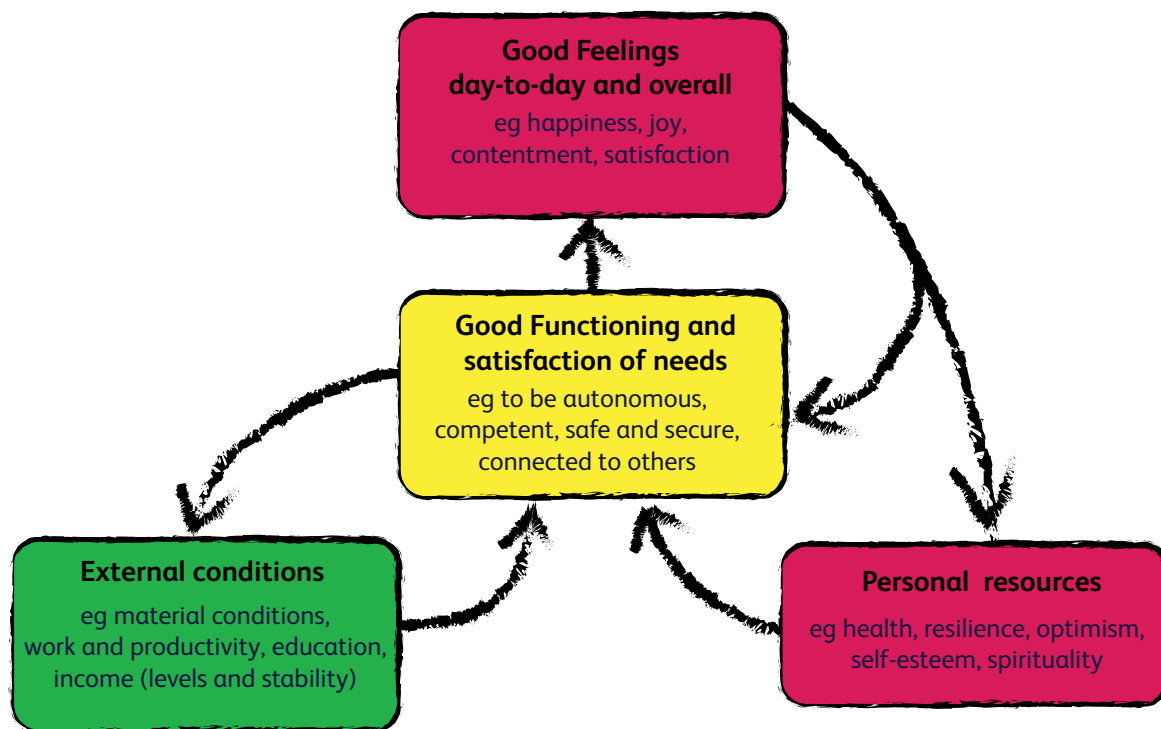 Good Feelings
day-to-day and overall
eg happiness, joy,
contentment, satisfaction
Good Functioning and
satisfaction of needs
eg to be autonomous,
competent, safe and secure,
connected to others
External conditions
eg material conditions,
work and productivity, education,
income (levels and stability)
Personal resources
eg health, resilience, optimism,
self-esteem, spirituality